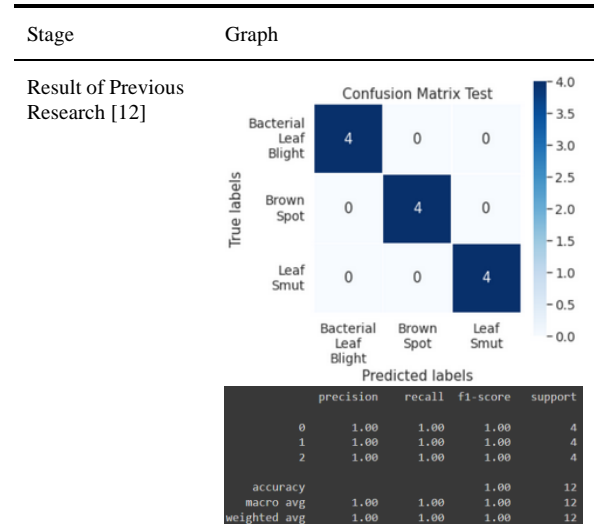 Stage Graph
Result of Previous
Research [12]
Confusion Matrix Test
True labels
Bacterial
Leaf
Blight
4 0 0
Brown
Spot
0 4 0
Leaf
Smut
0 0 4
Bacterial
Leaf
Blight
Brown
Spot
Leaf
Smut
Predicted labels
4.0
3.5
3.0
2.5
2.0
1.5
1.0
0.5
0.0
precision recall f1-score support
0 1.00 1.00 1.00 4
1 1.00 1.00 1.00 4
2 1.00 1.00 1.00 4
accuracy 1.00 12
macro avg 1.00 1.00 1.00 12
weighted avg 1.00 1.00 1.00 12